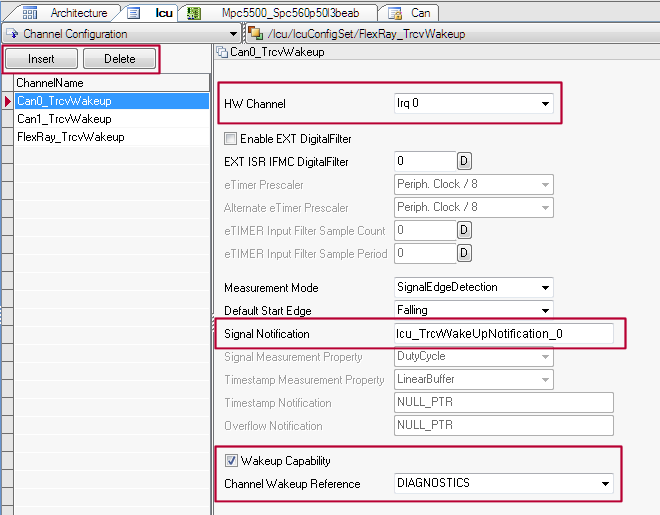 Architecture Icu Mpc5500_Spc560p50l3beab Can
Channel Configuration /Icu/IcuConfigSet/FlexRay_TrcvWakeup
Insert Delete
ChannelName
Can0_TrcvWakeup
Can1_TrcvWakeup
FlexRay_TrcvWakeup
Can0_TrcvWakeup
HW Channel Irq 0
Enable EXT DigitalFilter
EXT ISR IFMC DigitalFilter 0 D
eTimer Prescaler Periph. Clock / 8
Alternate eTimer Prescaler Periph. Clock / 8
eTIMER Input Filter Sample Count 0 D
eTIMER Input Filter Sample Period 0 D
Measurement Mode SignalEdgeDetection
Default Start Edge Falling
Signal Notification Icu_TrcvWakeUpNotification_0
Signal Measurement Property DutyCycle
Timestamp Measurement Property LinearBuffer
Timestamp Notification NULL_PTR
Overflow Notification NULL_PTR
Wakeup Capability
Channel Wakeup Reference DIAGNOSTICS